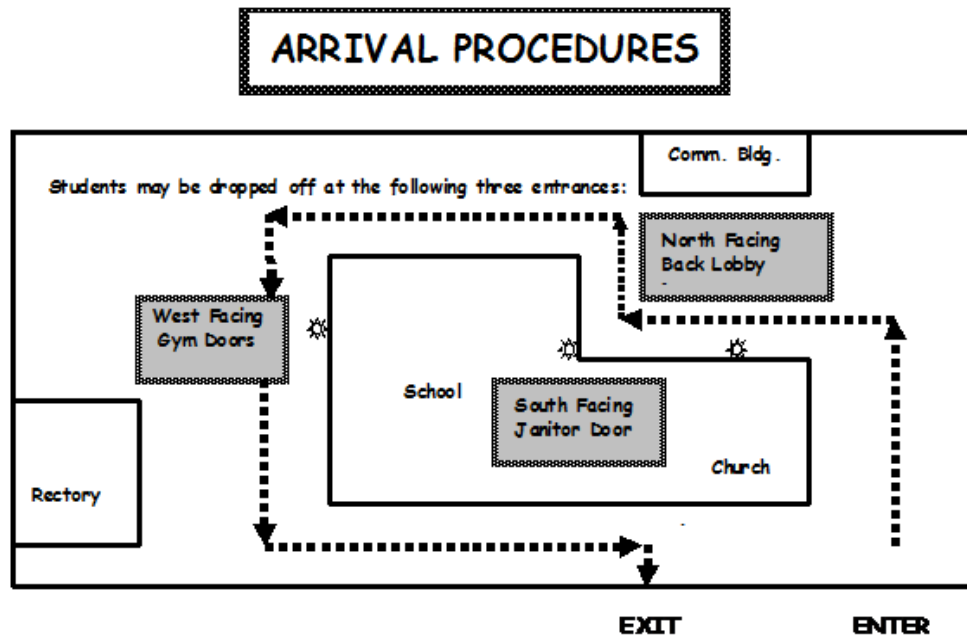 ARRIVAL PROCEDURES
Comm. Bldg.
Students may be dropped off at the following three entrances:
North Facing
Back Lobby
-
West Facing
Gym Doors
School
South Facing
Janitor Door
Church
Rectory
-
EXIT
ENTER